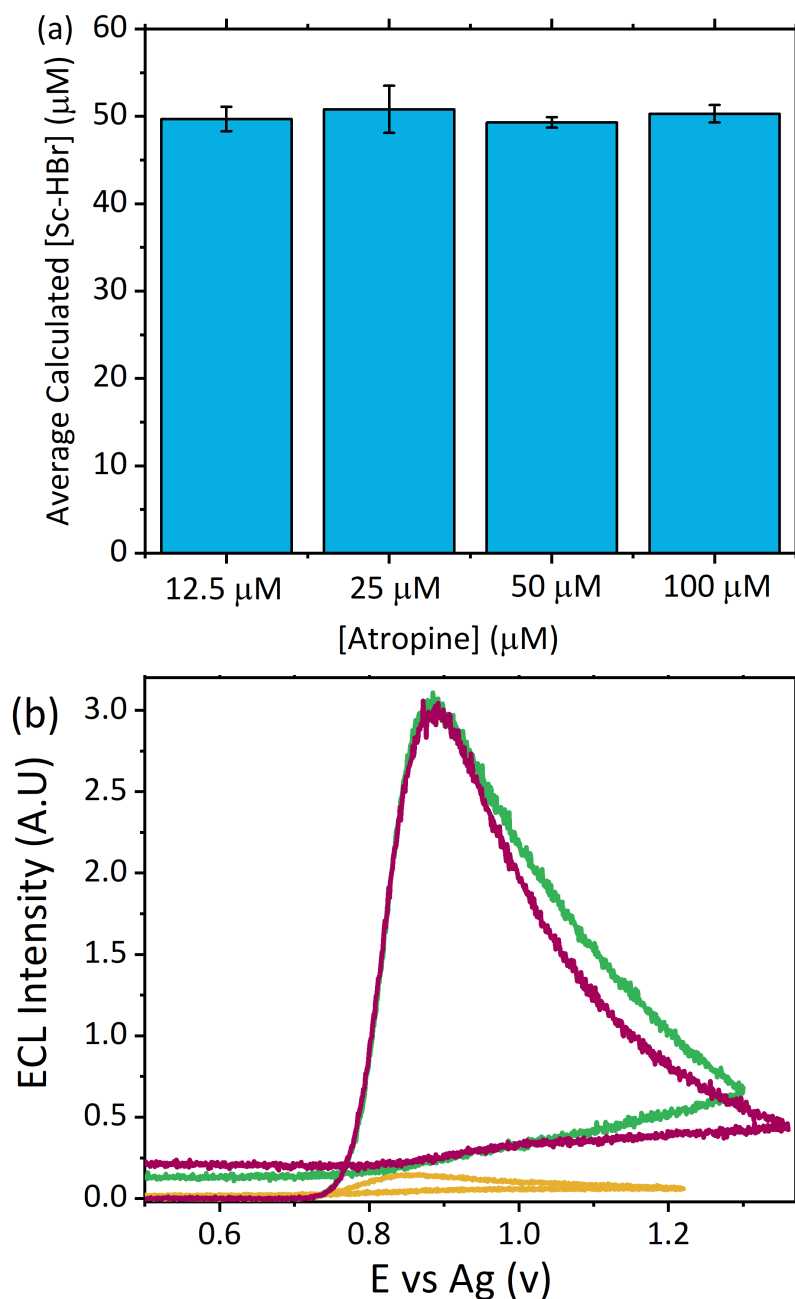 (a)
60
50
40
30
20
10
0
Average Calculated [Sc-HBr] (μM)
12.5 μM 25 μM 50 μM 100 μM
[Atropine] (μM)
(b)
3.0
2.5
2.0
1.5
1.0
0.5
0.0
ECL Intensity (A.U)
0.6 0.8 1.0 1.2
E vs Ag (v)